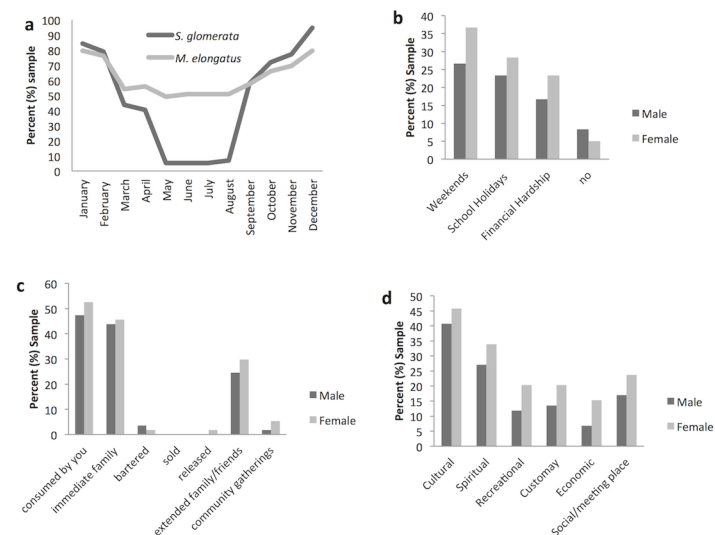 a
Percent (%) sample
100
90
80
70
60
50
40
30
20
10
0
S. glomerata
M. elongatus
January
February
March
April
May
June
July
August
September
October
November
December
b
Percent (%) Sample
40
35
30
25
20
15
10
5
0
Weekends
School Holidays
Financial Hardship
no
Male
Female
c
Percent (%) Sample
60
50
40
30
20
10
0
consumed by you
immediate family
bartered
sold
released
extended family/friends
community gatherings
Male
Female
d
Percent (%) Sample
50
45
40
35
30
25
20
15
10
5
0
Cultural
Spiritual
Recreational
Customay
Economic
Social/meeting place
Male
Female